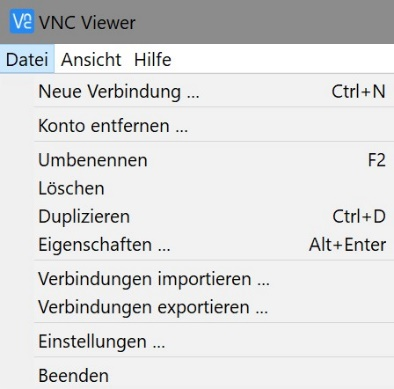 VNC Viewer
Datei Ansicht Hilfe
Neue Verbindung ... Ctrl+N
Konto entfernen ...
Umbenennen F2
Löschen
Duplizieren Ctrl+D
Eigenschaften ... Alt+Enter
Verbindungen importieren ...
Verbindungen exportieren ...
Einstellungen ...
Beenden